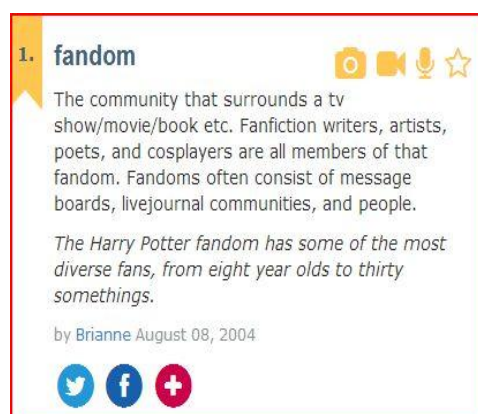 1. fandom
The community that surrounds a tv
show/movie/book etc. Fanfiction writers, artists,
poets, and cosplayers are all members of that
fandom. Fandoms often consist of message
boards, livejournal communities, and people.
The Harry Potter fandom has some of the most
diverse fans, from eight year olds to thirty
somethings.
by Brianne August 08, 2004